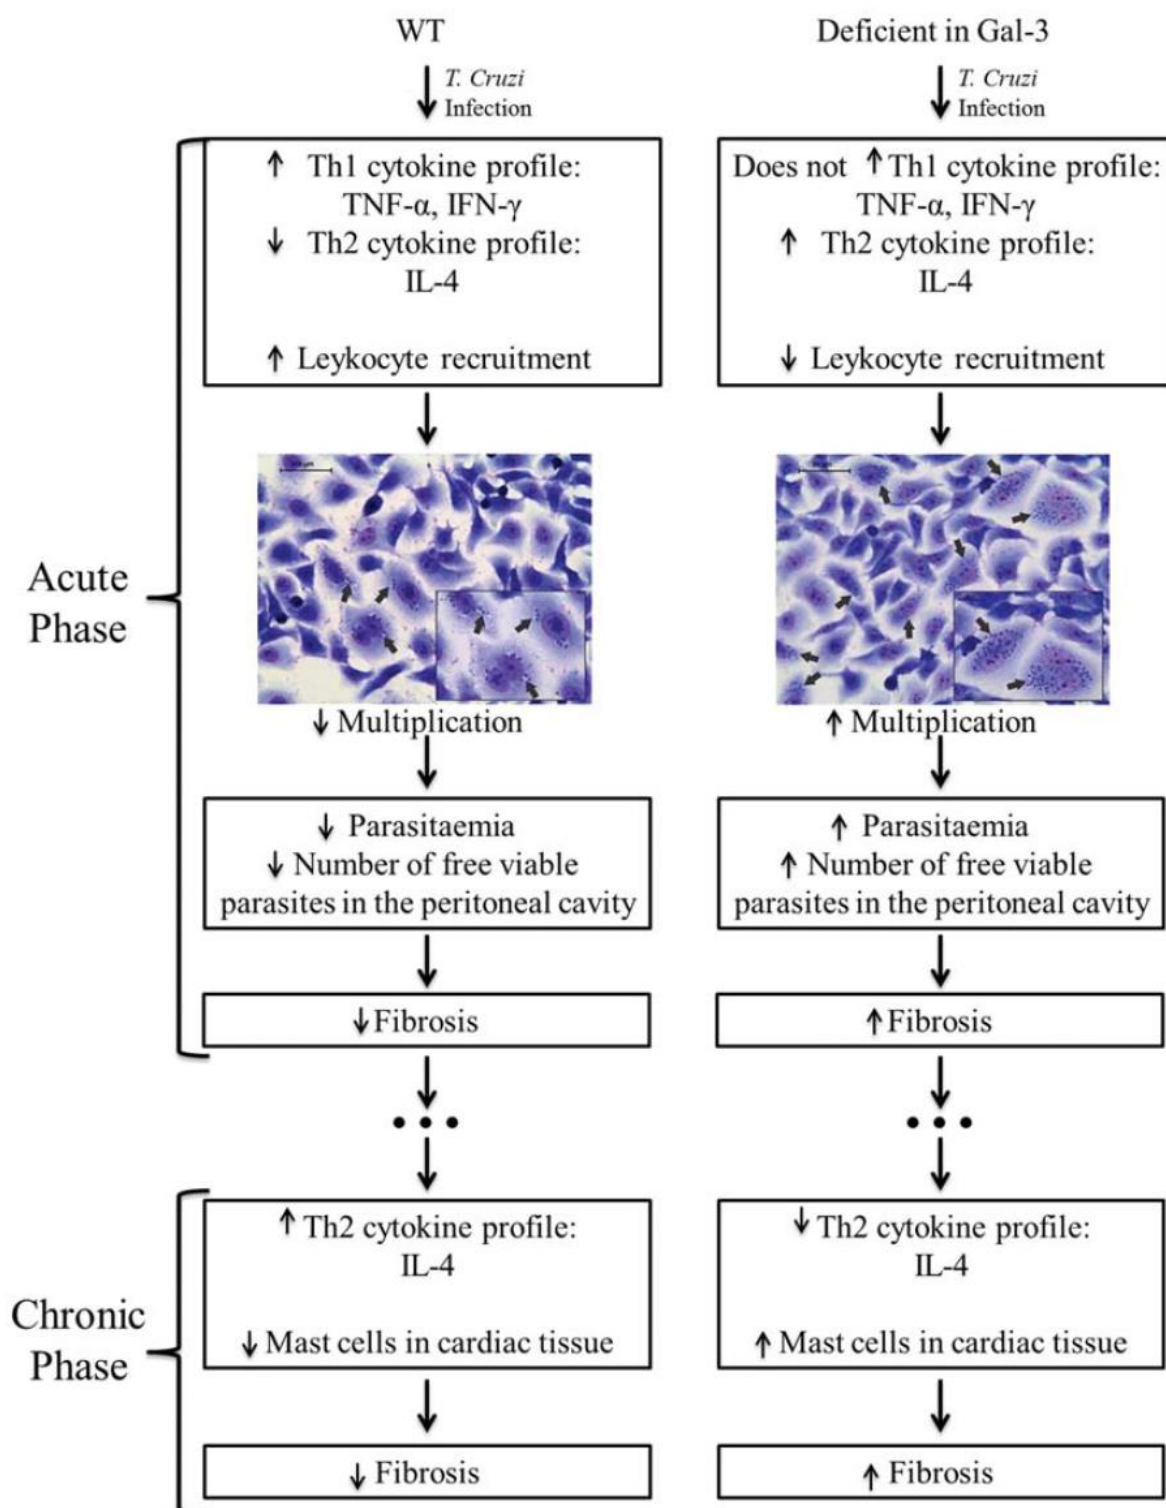 WT
T. Cruzi
Infection
↑ Th1 cytokine profile:
TNF-α, IFN-γ
↓ Th2 cytokine profile:
IL-4
↑ Leykocyte recruitment
↓ Multiplication
↓ Parasitaemia
↓ Number of free viable
parasites in the peritoneal cavity
↓ Fibrosis
• • •
↑ Th2 cytokine profile:
IL-4
↓ Mast cells in cardiac tissue
↓ Fibrosis
Deficient in Gal-3
T. Cruzi
Infection
Does not ↑ Th1 cytokine profile:
TNF-α, IFN-γ
↑ Th2 cytokine profile:
IL-4
↓ Leykocyte recruitment
↑ Multiplication
↑ Parasitaemia
↑ Number of free viable
parasites in the peritoneal cavity
↑ Fibrosis
• • •
↓ Th2 cytokine profile:
IL-4
↑ Mast cells in cardiac tissue
↑ Fibrosis
Acute
Phase
Chronic
Phase